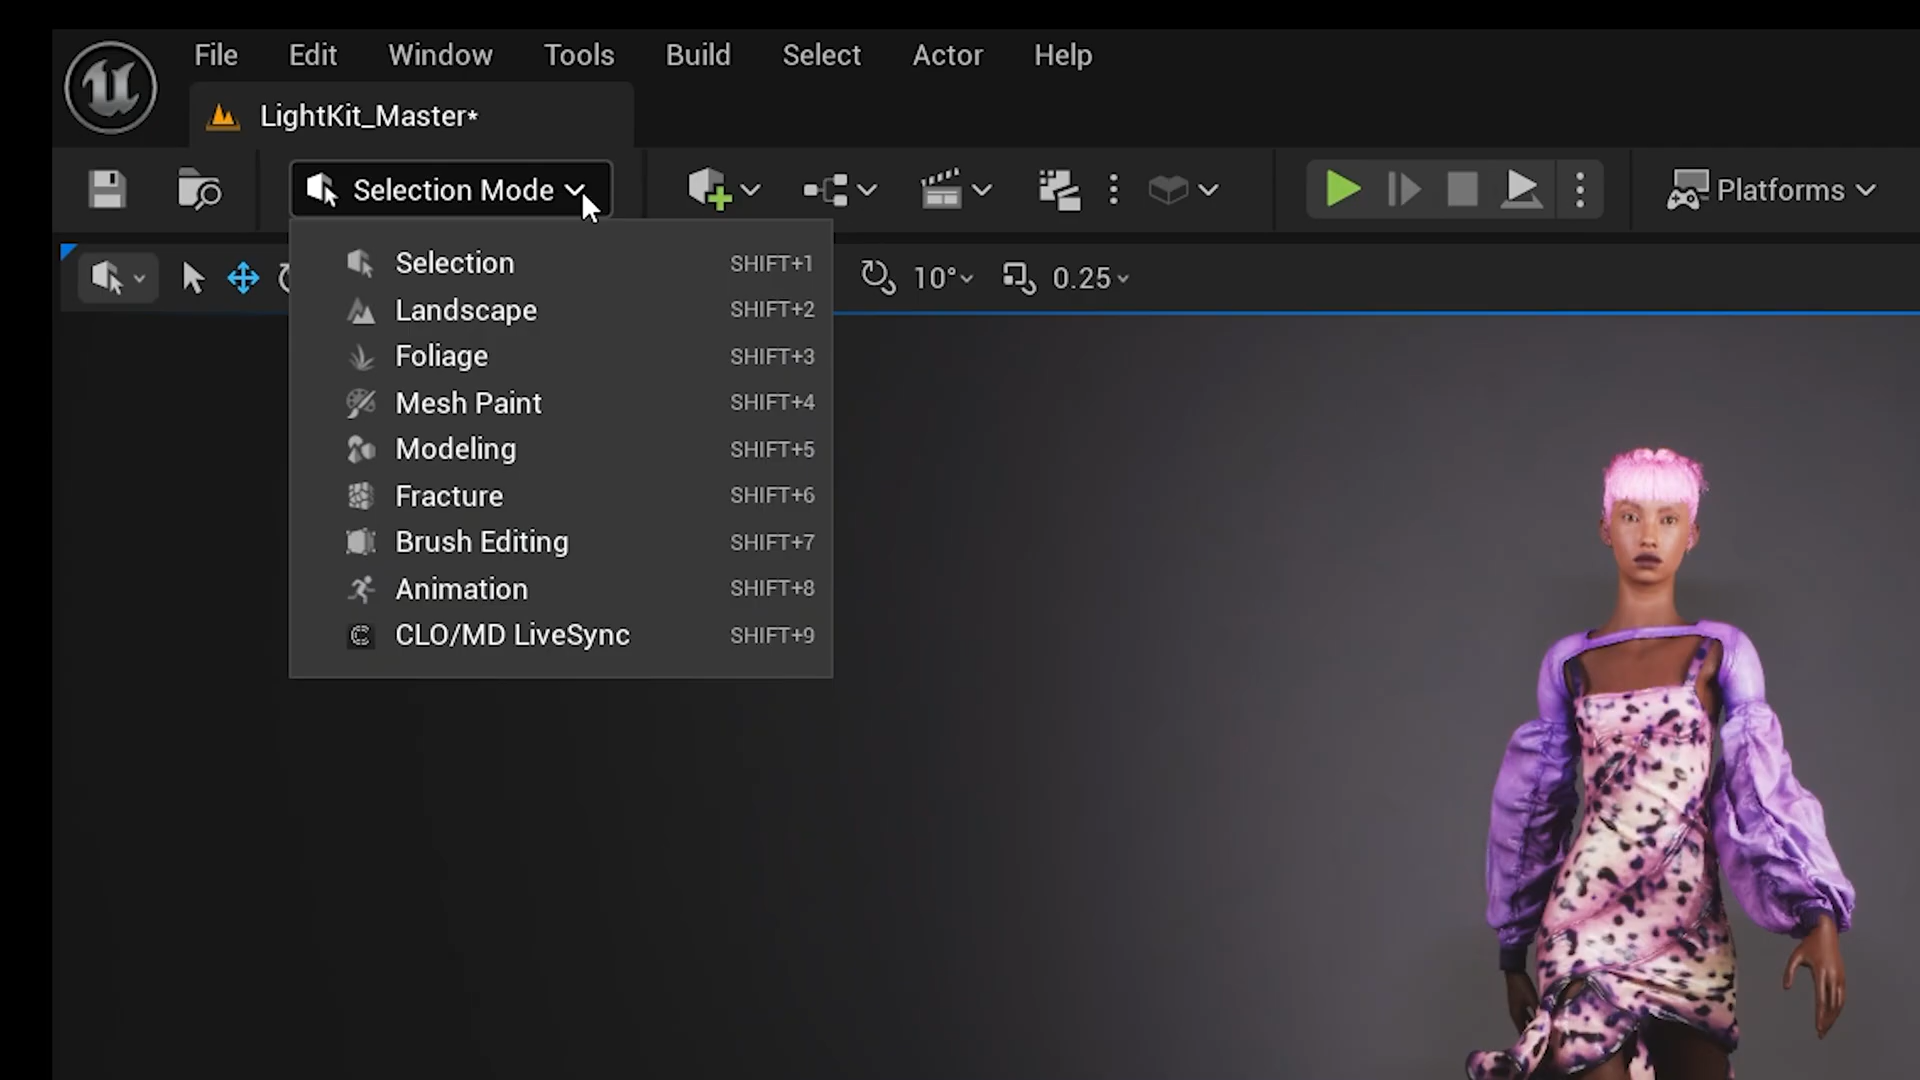 File Edit Window Tools Build Select Actor Help
LightKit_Master*
Selection Mode
Platforms
10°
0.25
Selection SHIFT+1
Landscape SHIFT+2
Foliage SHIFT+3
Mesh Paint SHIFT+4
Modeling SHIFT+5
Fracture SHIFT+6
Brush Editing SHIFT+7
Animation SHIFT+8
CLO/MD LiveSync SHIFT+9